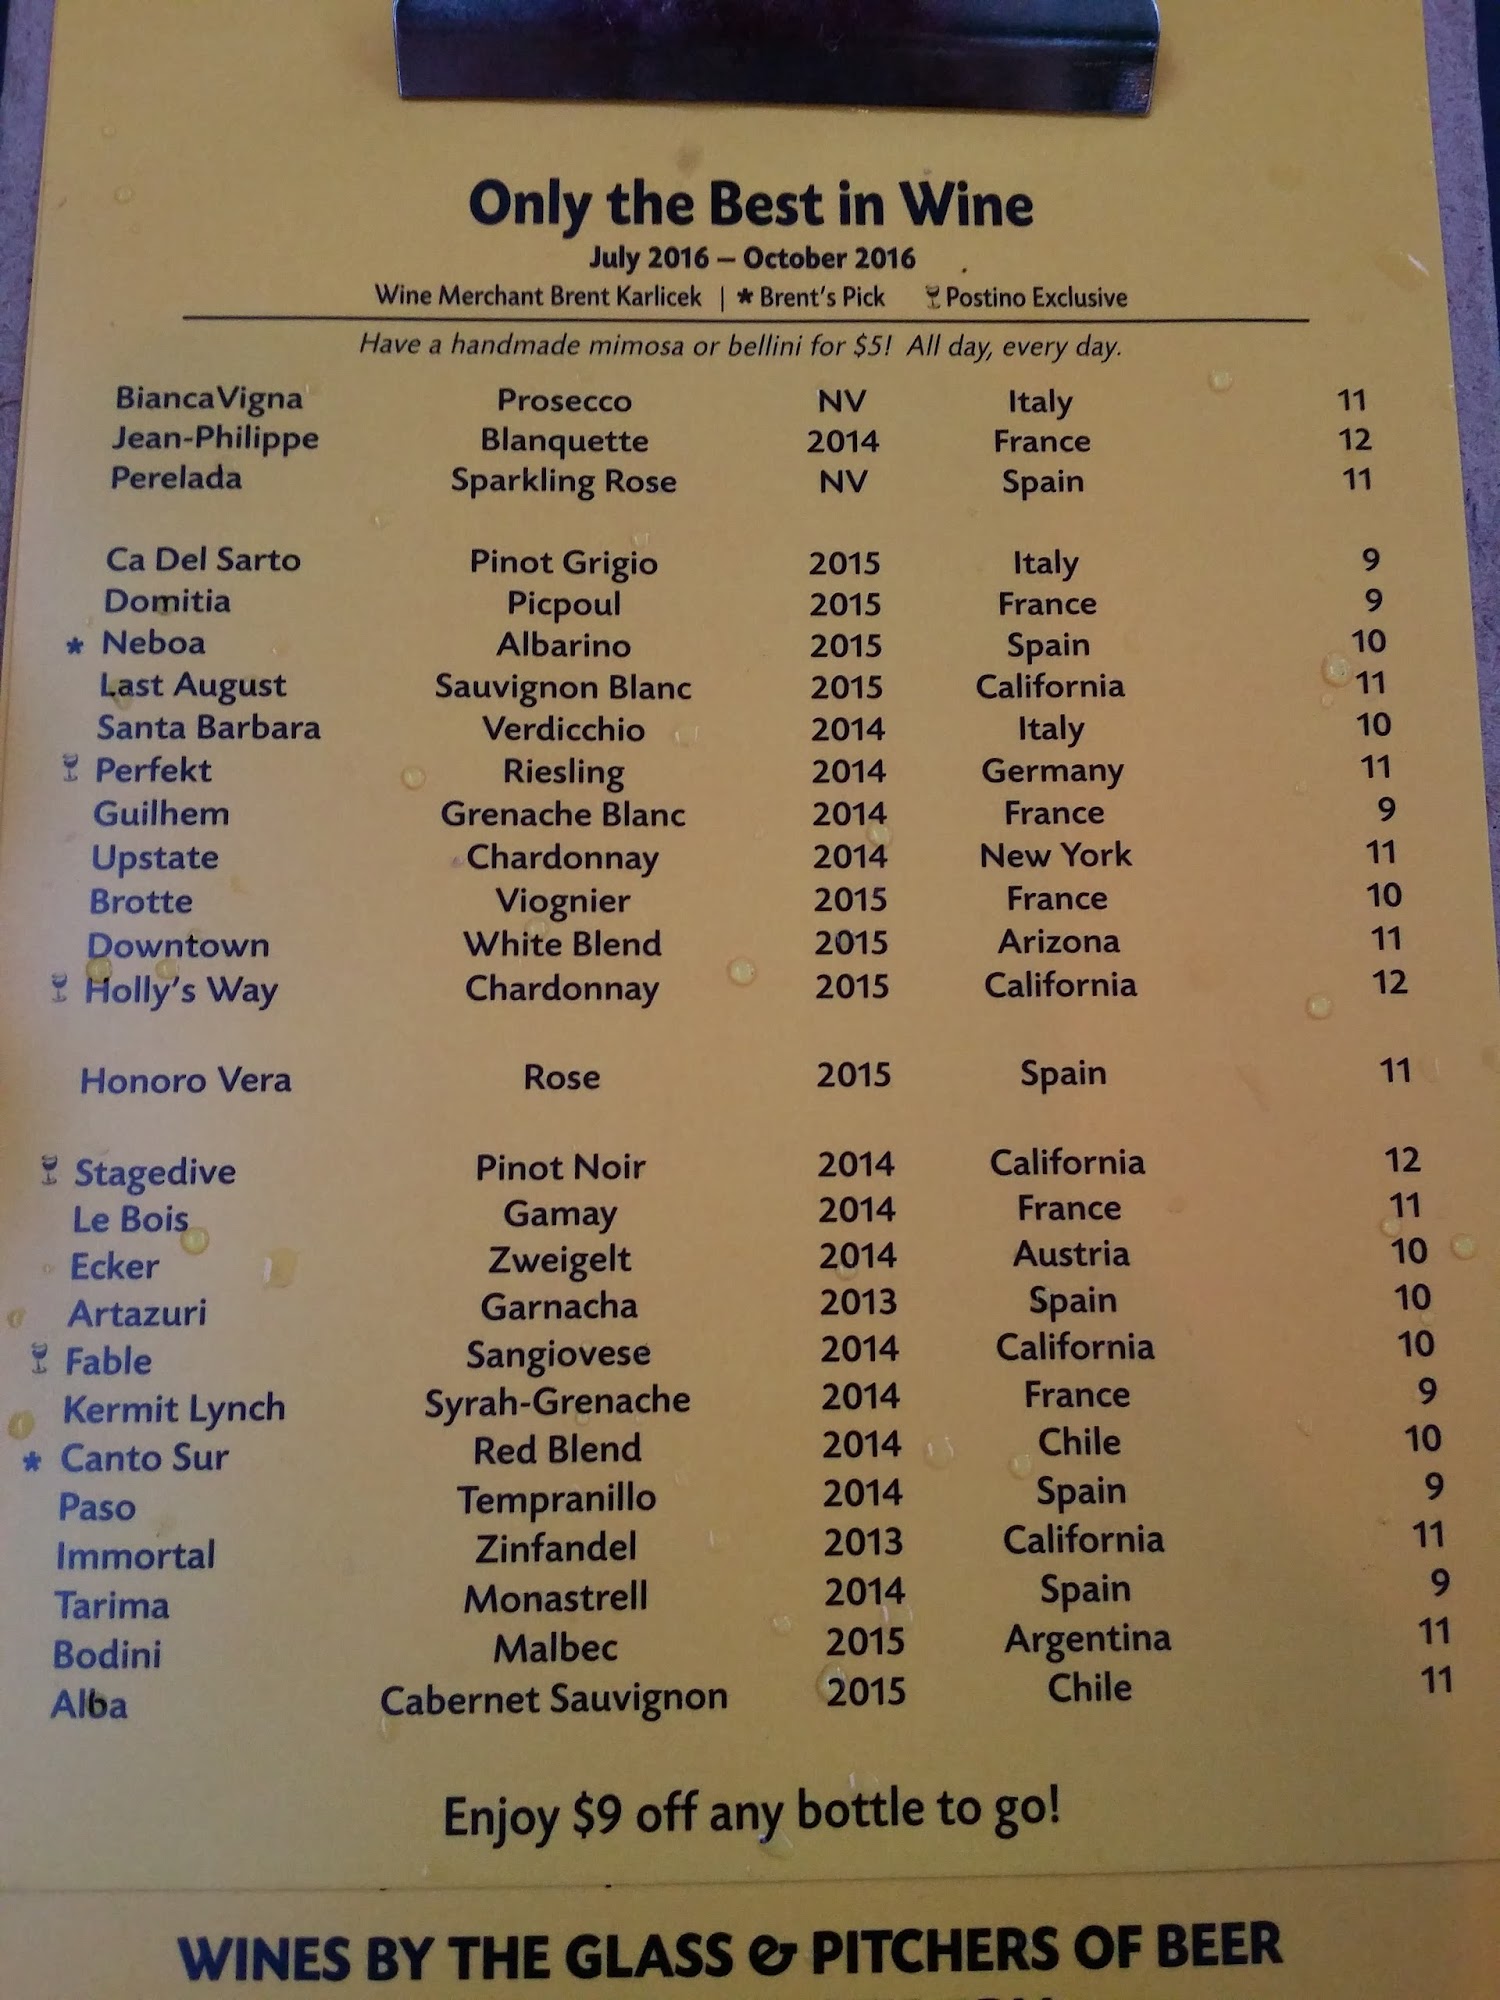 Only the Best in Wine
July 2016 – October 2016
Wine Merchant Brent Karlicek | * Brent's Pick Postino Exclusive
Have a handmade mimosa or bellini for $5! All day, every day.
BiancaVigna Prosecco NV Italy 11
Jean-Philippe Blanquette 2014 France 12
Perelada Sparkling Rose NV Spain 11
Ca Del Sarto Pinot Grigio 2015 Italy 9
Domitia Picpoul 2015 France 9
* Neboa Albarino 2015 Spain 10
Last August Sauvignon Blanc 2015 California 11
Santa Barbara Verdicchio 2014 Italy 10
Perfekt Riesling 2014 Germany 11
Guilhem Grenache Blanc 2014 France 9
Upstate Chardonnay 2014 New York 11
Brotte Viognier 2015 France 10
Downtown White Blend 2015 Arizona 11
Holly's Way Chardonnay 2015 California 12
Honoro Vera Rose 2015 Spain 11
Stagedive Pinot Noir 2014 California 12
Le Bois Gamay 2014 France 11
Ecker Zweigelt 2014 Austria 10
Artazuri Garnacha 2013 Spain 10
Fable Sangiovese 2014 California 10
Kermit Lynch Syrah-Grenache 2014 France 9
* Canto Sur Red Blend 2014 Chile 10
Paso Tempranillo 2014 Spain 9
Immortal Zinfandel 2013 California 11
Tarima Monastrell 2014 Spain 9
Bodini Malbec 2015 Argentina 11
Alba Cabernet Sauvignon 2015 Chile 11
Enjoy $9 off any bottle to go!
WINES BY THE GLASS & PITCHERS OF BEER